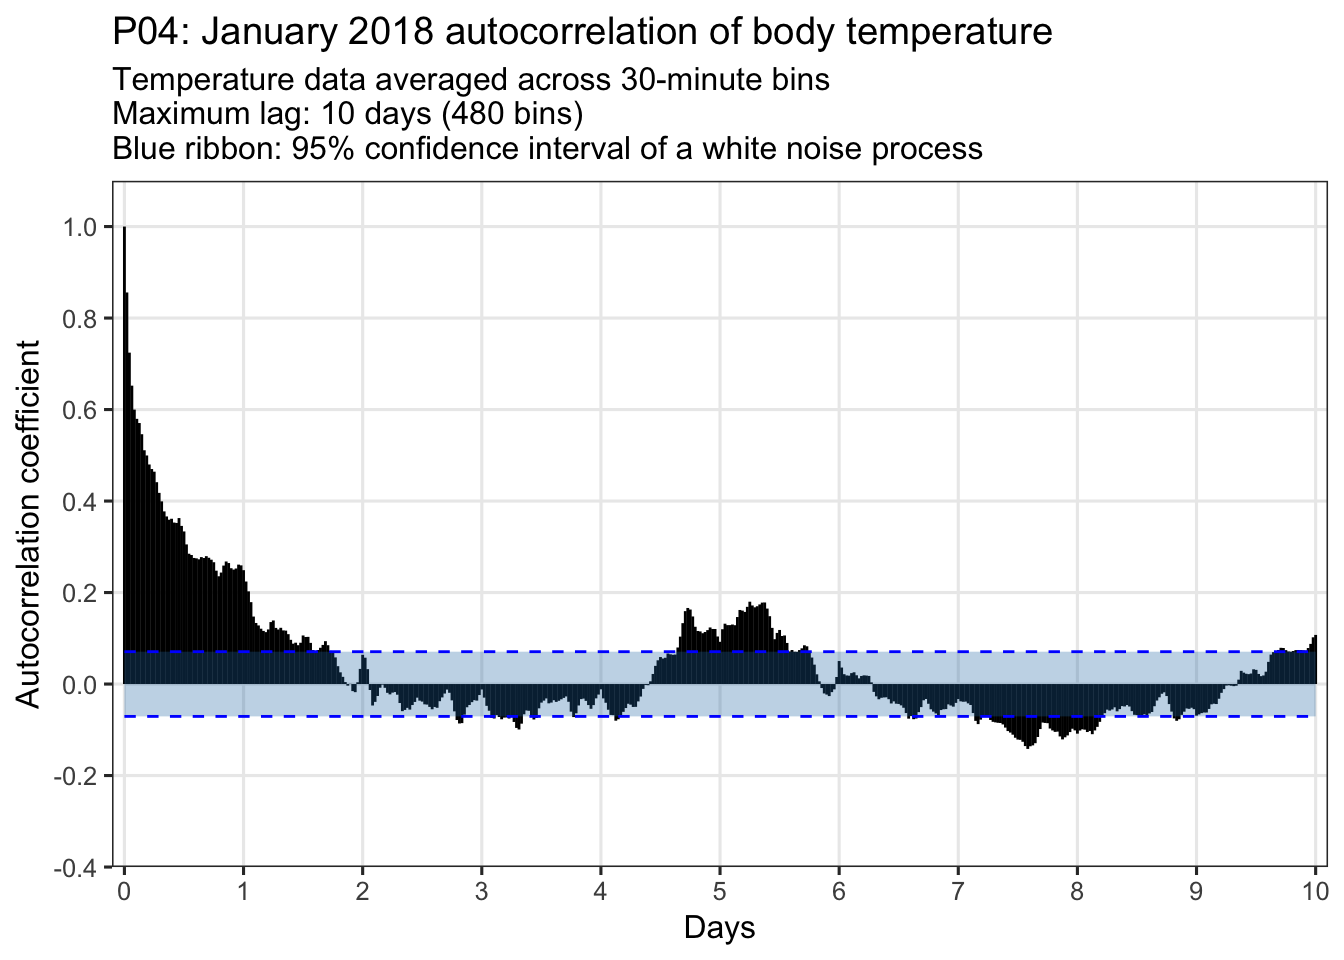 P04: January 2018 autocorrelation of body temperature
Temperature data averaged across 30-minute bins
Maximum lag: 10 days (480 bins)
Blue ribbon: 95% confidence interval of a white noise process
Autocorrelation coefficient
1.0
0.8
0.6
0.4
0.2
0.0
-0.2
-0.4
0 1 2 3 4 5 6 7 8 9 10
Days